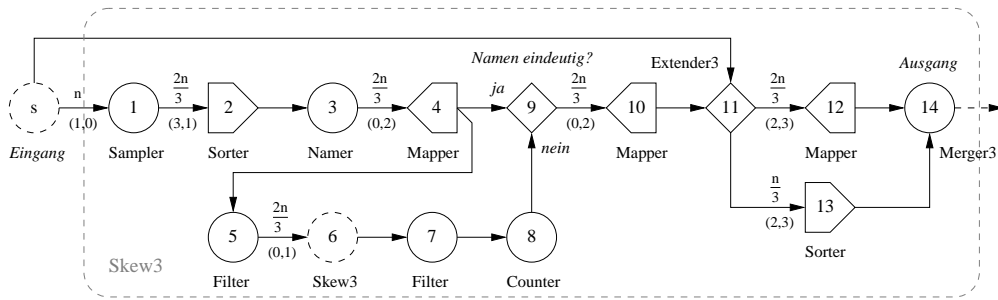 Namen eindeutig?
Extender3
Ausgang
n
2n
3
2n
3
ja
2n
3
2n
3
s
1
2
3
4
9
10
11
12
14
(1,0)
(3,1)
(0,2)
(0,2)
(2,3)
Eingang
Sampler
Sorter
Namer
Mapper
nein
Mapper
Mapper
Merger3
n
3
2n
3
13
(2,3)
5
6
7
8
(0,1)
Sorter
Skew3
Filter
Skew3
Filter
Counter